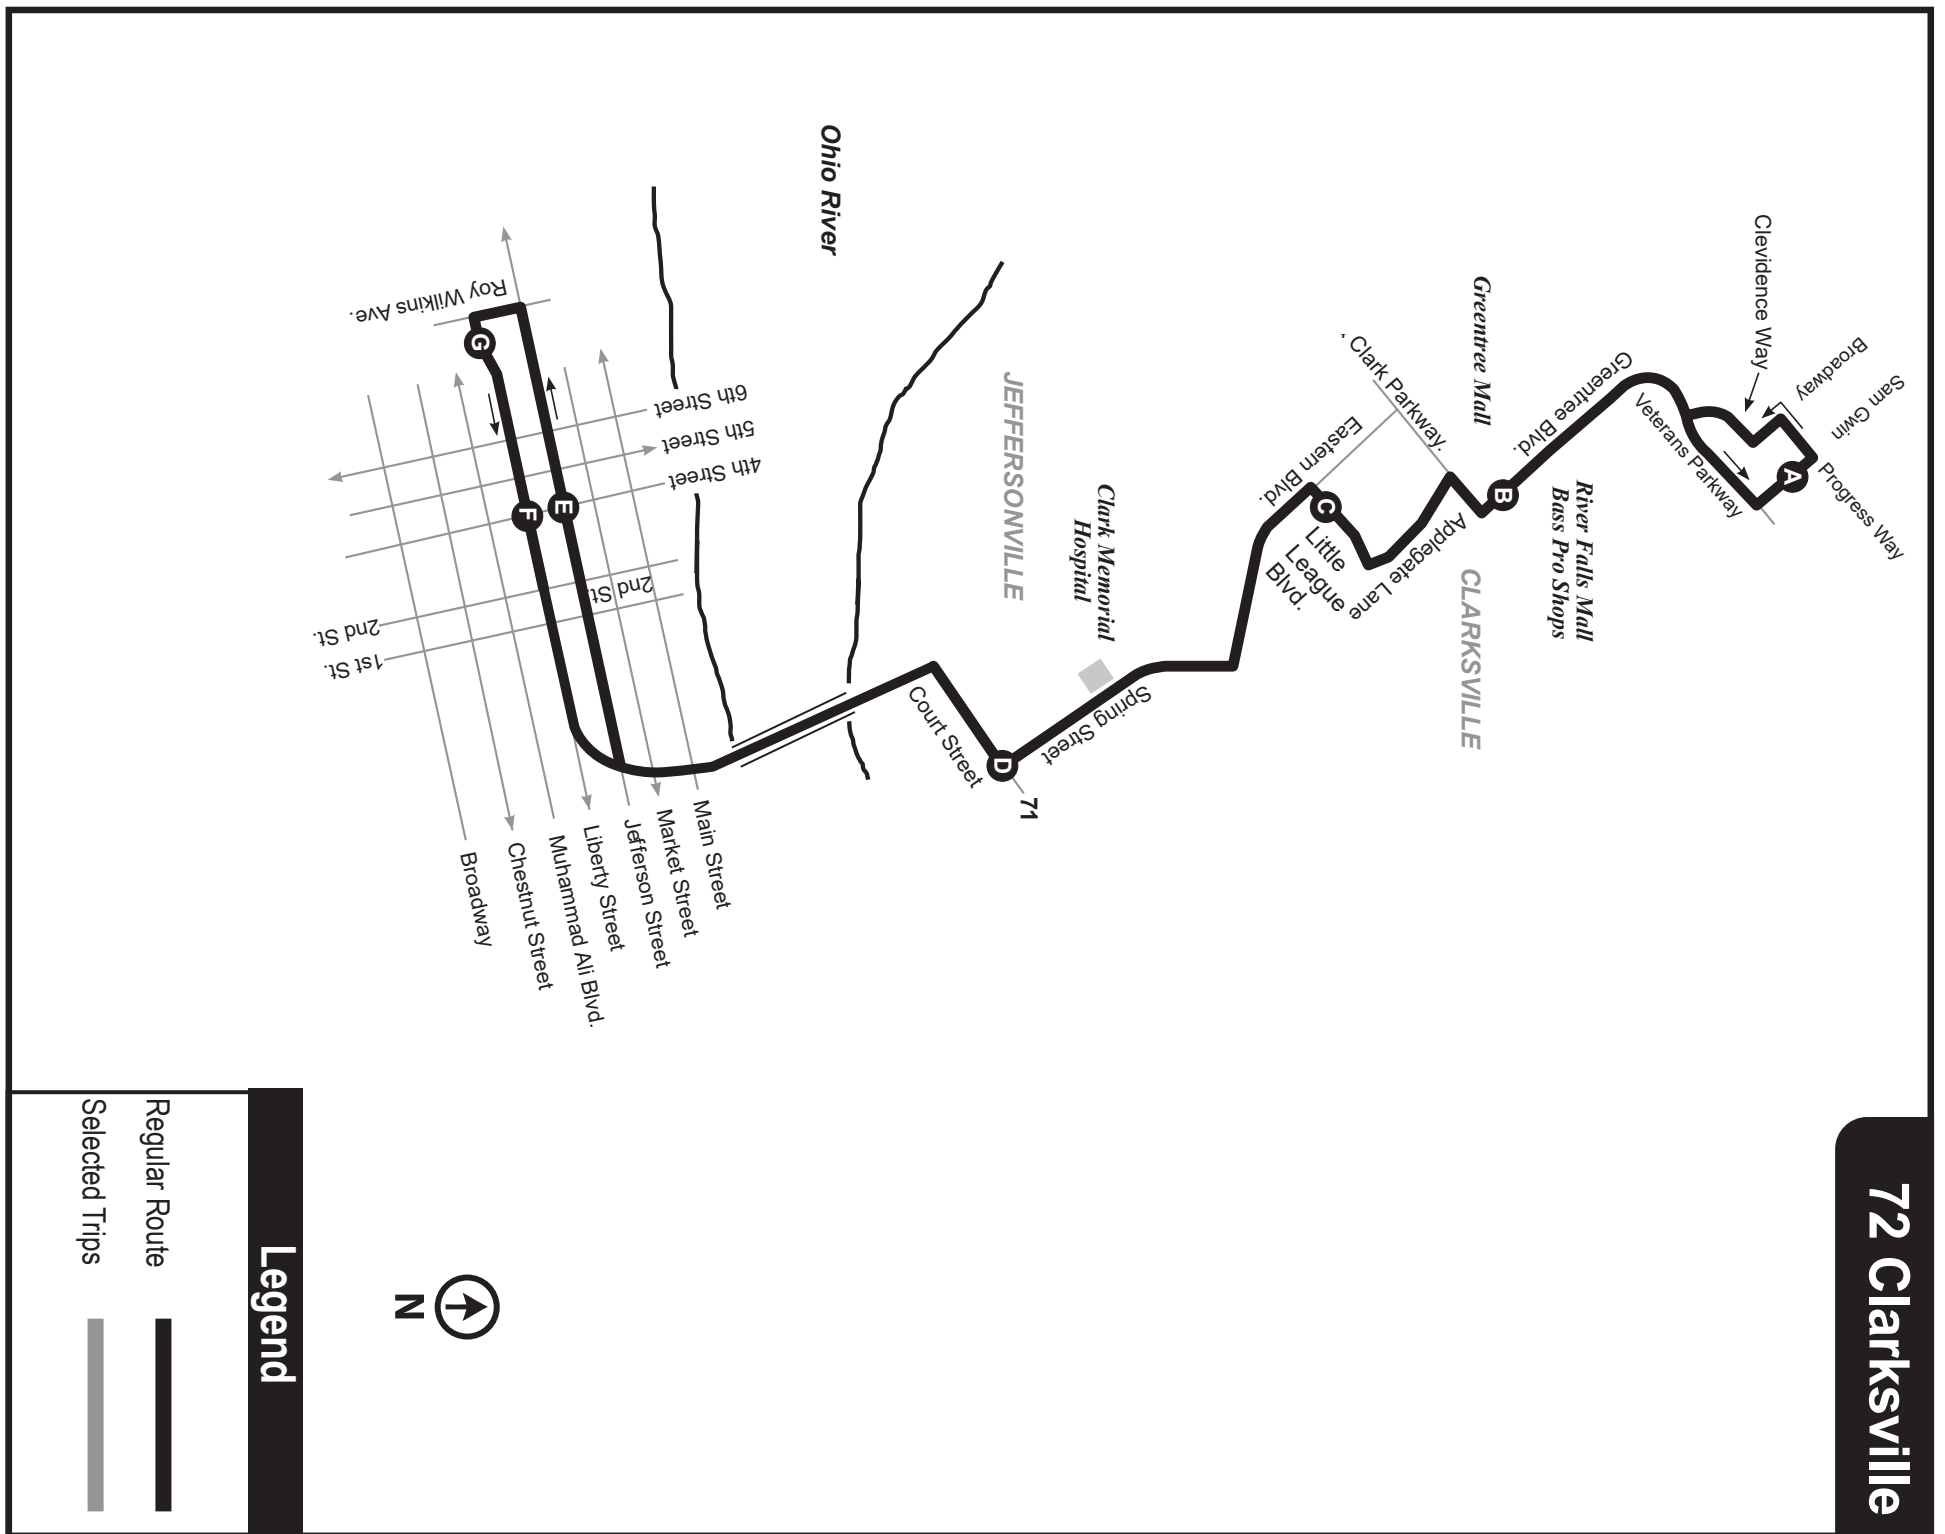 72 Clarksville
Sam Gwin
Broadway
Progress Way
Clevidence Way
A
Veterans Parkway
Greentree Blvd.
River Falls Mall
Bass Pro Shops
B
Greentree Mall
CLARKSVILLE
Applegate Lane
Clark Parkway.
Eastern Blvd.
C
Little
League
Blvd.
Clark Memorial
Hospital
Spring Street
JEFFERSONVILLE
71
D
Court Street
Ohio River
6th Street
5th Street
4th Street
2nd St.
2nd St.
1st St.
Roy Wilkins Ave.
G
E
F
Main Street
Market Street
Jefferson Street
Liberty Street
Muhammad Ali Blvd.
Chestnut Street
Broadway
N
Legend
Regular Route
Selected Trips